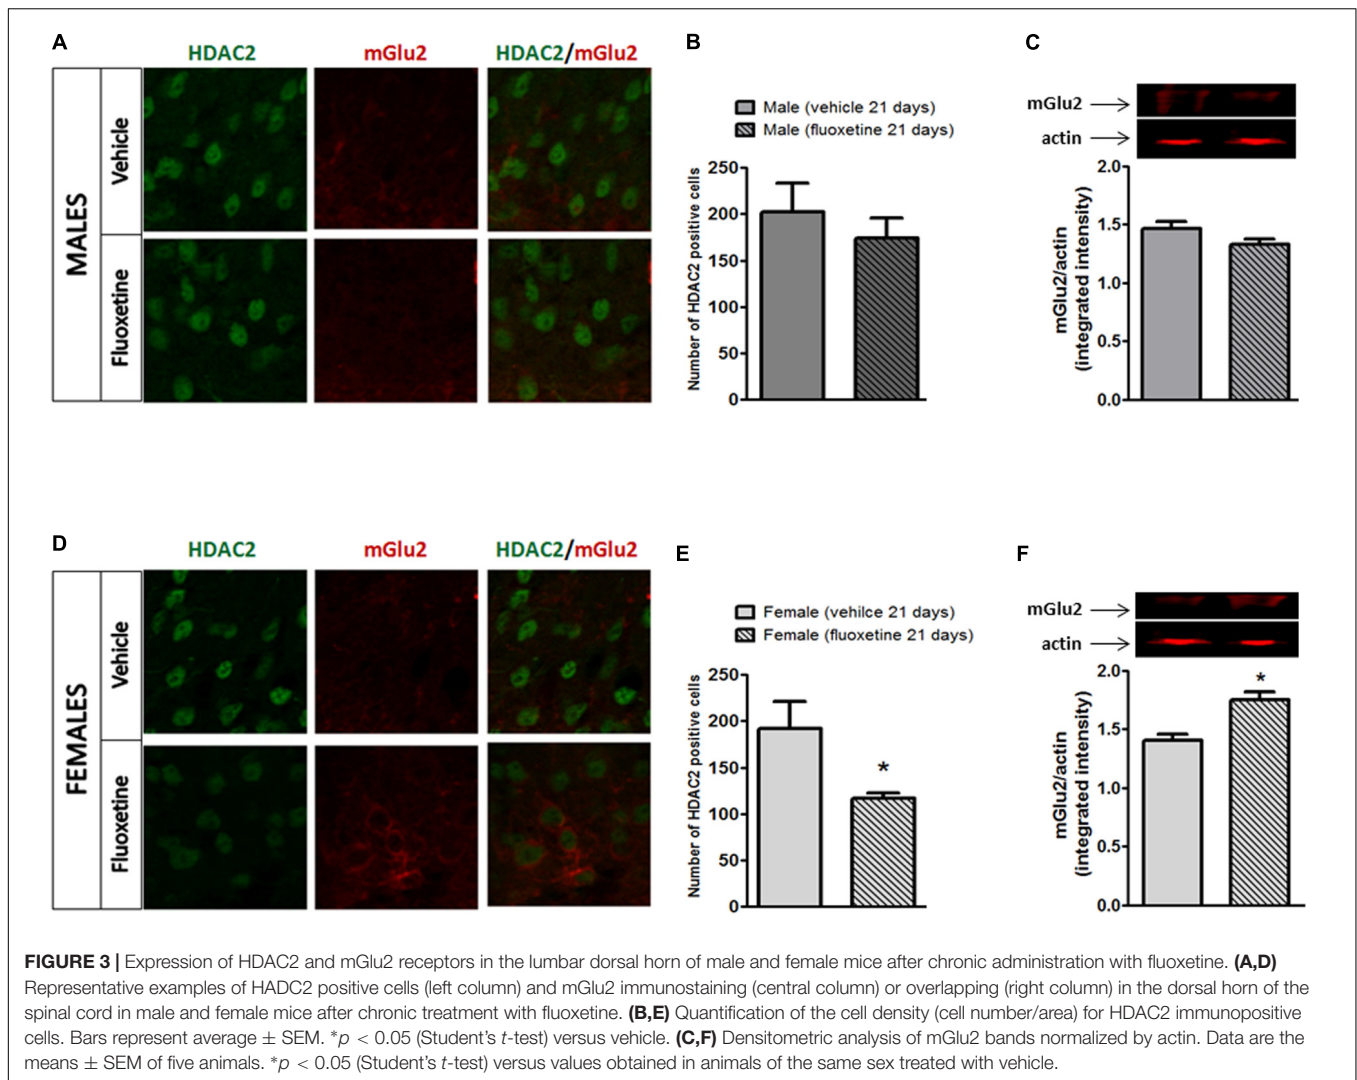 A
HDAC2
mGlu2
HDAC2/mGlu2
MALES
Vehicle
Fluoxetine
B
Male (vehicle 21 days)
Male (fluoxetine 21 days)
Number of HDAC2 positive cells
250
200
150
100
50
0
C
mGlu2
actin
mGlu2/actin
(integrated intensity)
2.0
1.5
1.0
0.5
0.0
D
HDAC2
mGlu2
HDAC2/mGlu2
FEMALES
Vehicle
Fluoxetine
E
Female (vehilce 21 days)
Female (fluoxetine 21 days)
Number of HDAC2 positive cells
250
200
150
100
50
0
*
F
mGlu2
actin
mGlu2/actin
(integrated intensity)
2.0
1.5
1.0
0.5
0.0
*
FIGURE 3 | Expression of HDAC2 and mGlu2 receptors in the lumbar dorsal horn of male and female mice after chronic administration with fluoxetine. (A,D)
Representative examples of HADC2 positive cells (left column) and mGlu2 immunostaining (central column) or overlapping (right column) in the dorsal horn of the
spinal cord in male and female mice after chronic treatment with fluoxetine. (B,E) Quantification of the cell density (cell number/area) for HDAC2 immunopositive
cells. Bars represent average ± SEM. *p < 0.05 (Student's t-test) versus vehicle. (C,F) Densitometric analysis of mGlu2 bands normalized by actin. Data are the
means ± SEM of five animals. *p < 0.05 (Student's t-test) versus values obtained in animals of the same sex treated with vehicle.